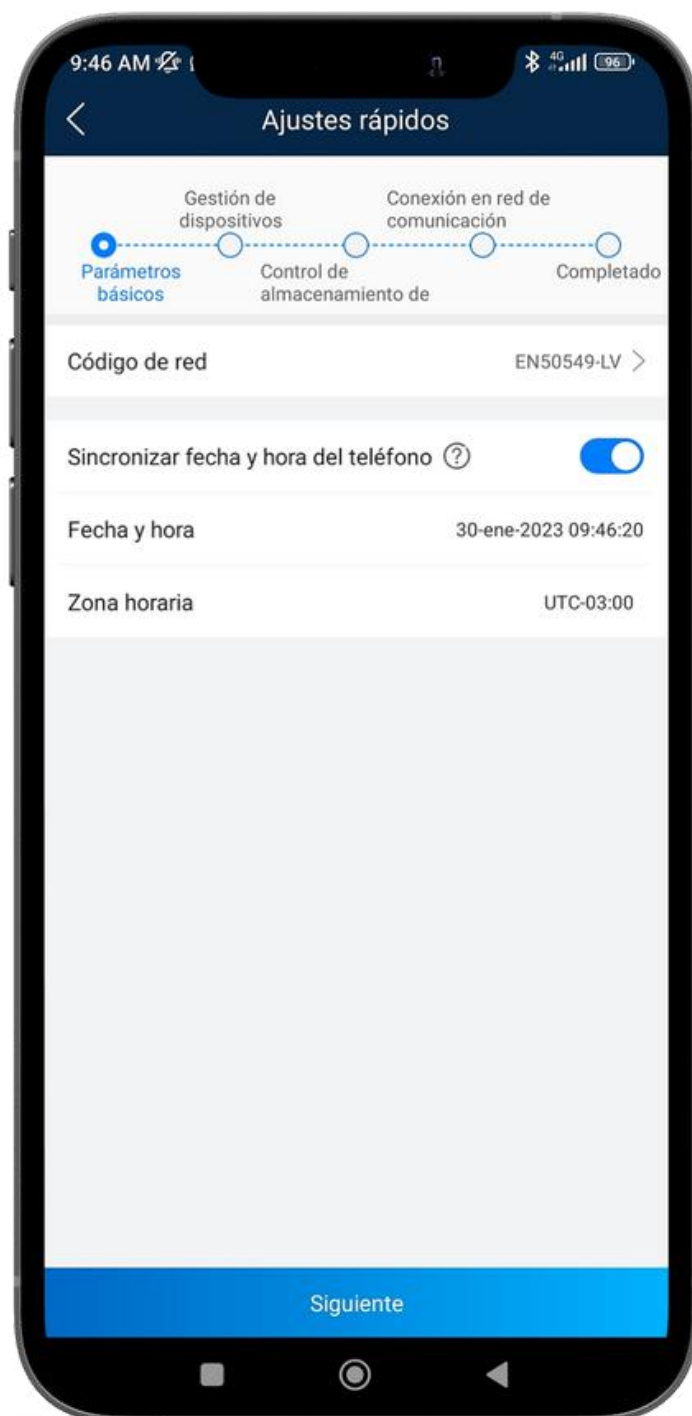 9:46 AM
4G
96
Ajustes rápidos
Gestión de
dispositivos
Conexión en red de
comunicación
Parámetros
básicos
Control de
almacenamiento de
Completado
Código de red
EN50549-LV
Sincronizar fecha y hora del teléfono ?
Fecha y hora
30-ene-2023 09:46:20
Zona horaria
UTC-03:00
Siguiente